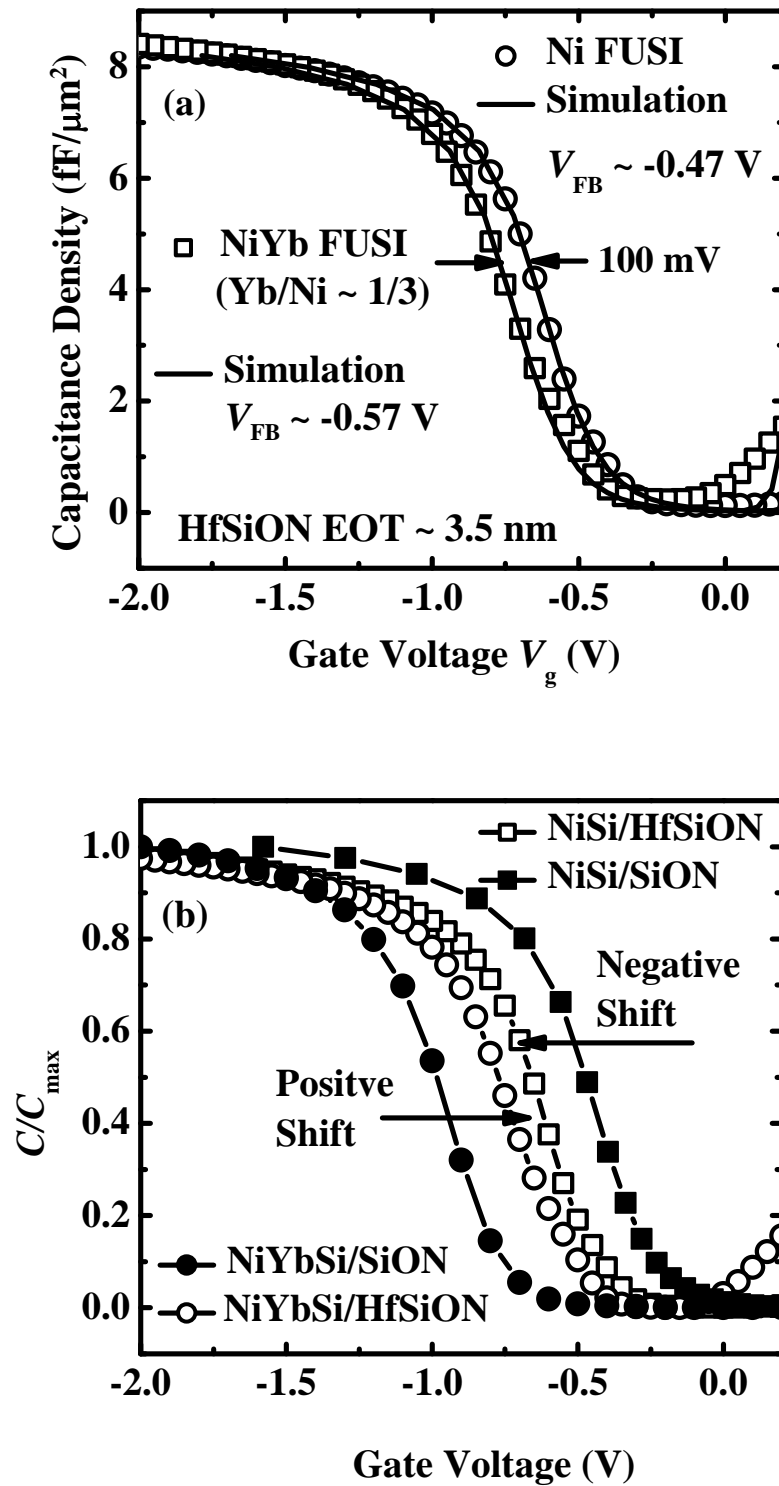 8
6
4
2
0
Capacitance Density (fF/μm²)
(a)
Ni FUSI
Simulation
V_FB ~ -0.47 V
NiYb FUSI
(Yb/Ni ~ 1/3)
100 mV
Simulation
V_FB ~ -0.57 V
HfSiON EOT ~ 3.5 nm
-2.0 -1.5 -1.0 -0.5 0.0
Gate Voltage V_g (V)
1.0
0.8
0.6
0.4
0.2
0.0
C/C_max
(b)
NiSi/HfSiON
NiSi/SiON
Negative
Shift
Positve
Shift
NiYbSi/SiON
NiYbSi/HfSiON
-2.0 -1.5 -1.0 -0.5 0.0
Gate Voltage (V)